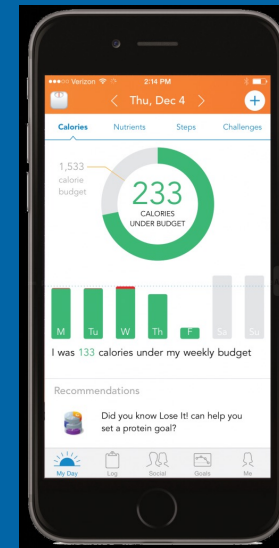 Verizon
2:14 PM
< Thu, Dec 4 >
+
Calories Nutrients Steps Challenges
1,533
calorie
budget
233
CALORIES
UNDER BUDGET
M Tu W Th F Sa Su
I was 133 calories under my weekly budget
Recommendations
Did you know Lose It! can help you
set a protein goal?
My Day Log Social Goals Me